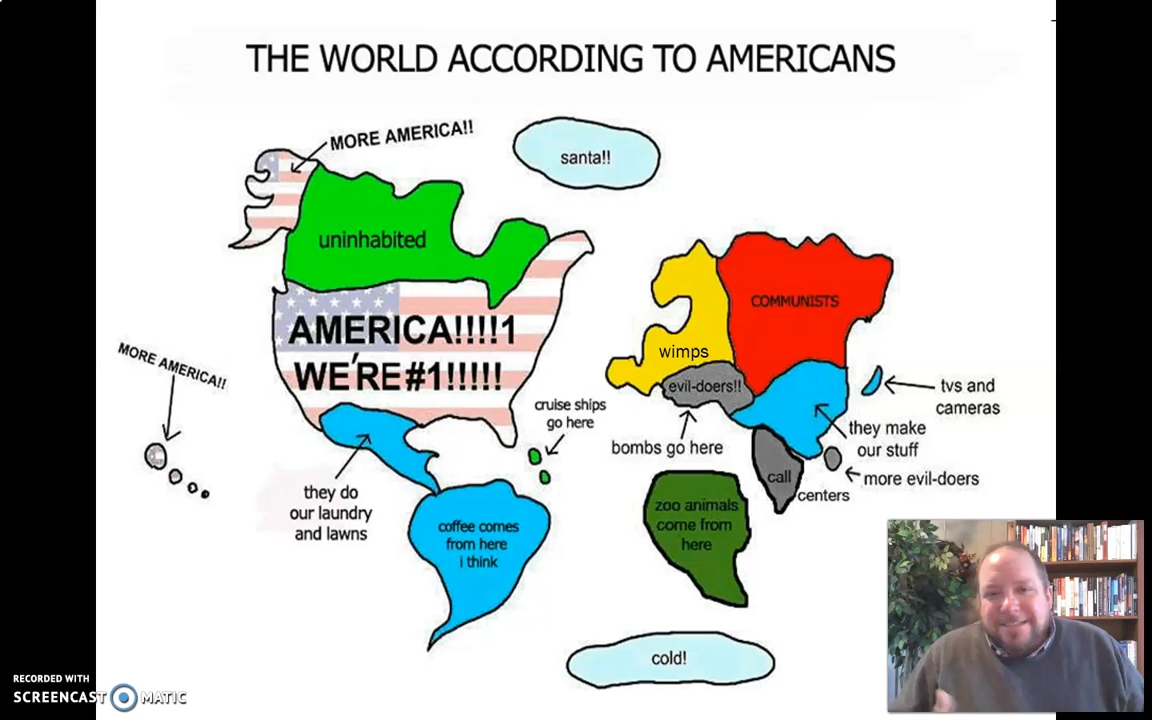 THE WORLD ACCORDING TO AMERICANS
MORE AMERICA!!
santa!!
uninhabited
COMMUNISTS
AMERICA!!!!1
WE'RE #1!!!!!
MORE AMERICA!!
wimps
evil-doers!!
tvs and
cameras
cruise ships
go here
bombs go here
they make
our stuff
call
centers
more evil-doers
they do
our laundry
and lawns
coffee comes
from here
i think
zoo animals
come from
here
cold!
RECORDED WITH
SCREENCAST MATIC